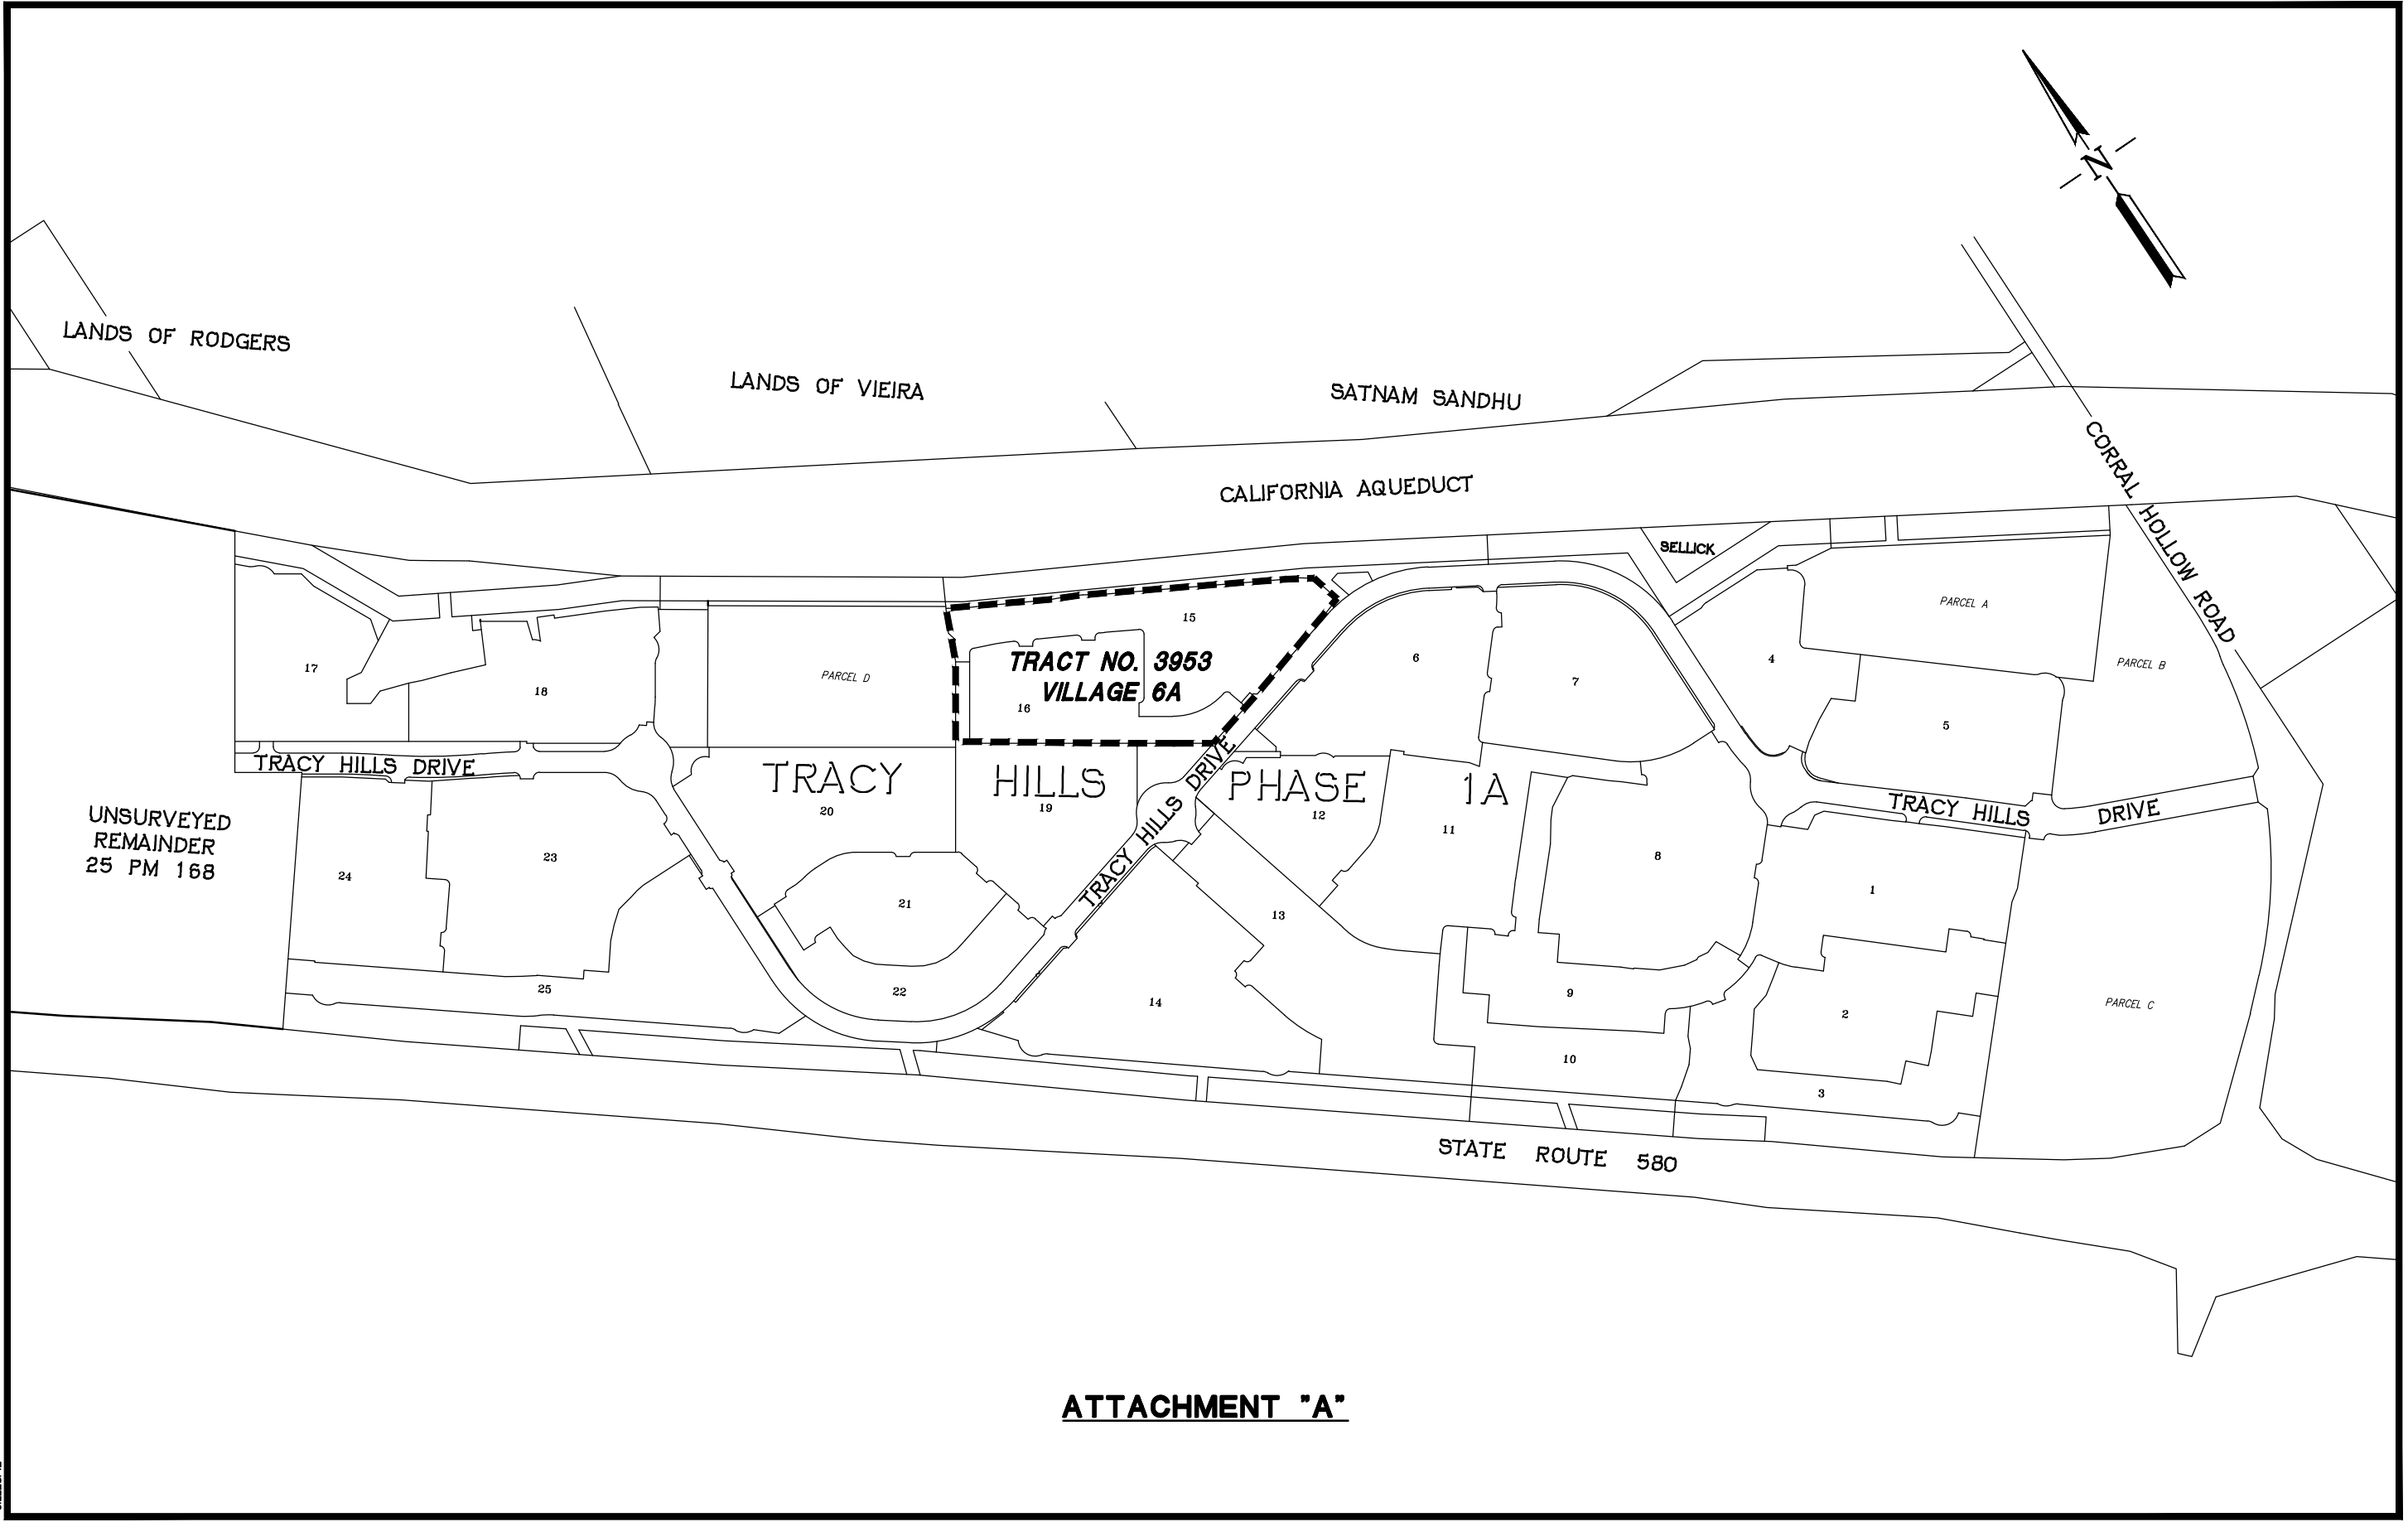 N
LANDS OF RODGERS
LANDS OF VIEIRA
SATNAM SANDHU
CORRAL HOLLOW ROAD
CALIFORNIA AQUEDUCT
SELLICK
PARCEL A
15
TRACT NO. 3953
VILLAGE 6A
16
6
4
PARCEL B
17
18
PARCEL D
7
5
TRACY HILLS DRIVE
TRACY HILLS PHASE 1A
TRACY HILLS DRIVE
TRACY HILLS DRIVE
20
19
12
11
UNSURVEYED
REMAINDER
25 PM 168
24
23
8
1
21
13
25
22
14
9
2
PARCEL C
10
3
STATE ROUTE 580
ATTACHMENT "A"